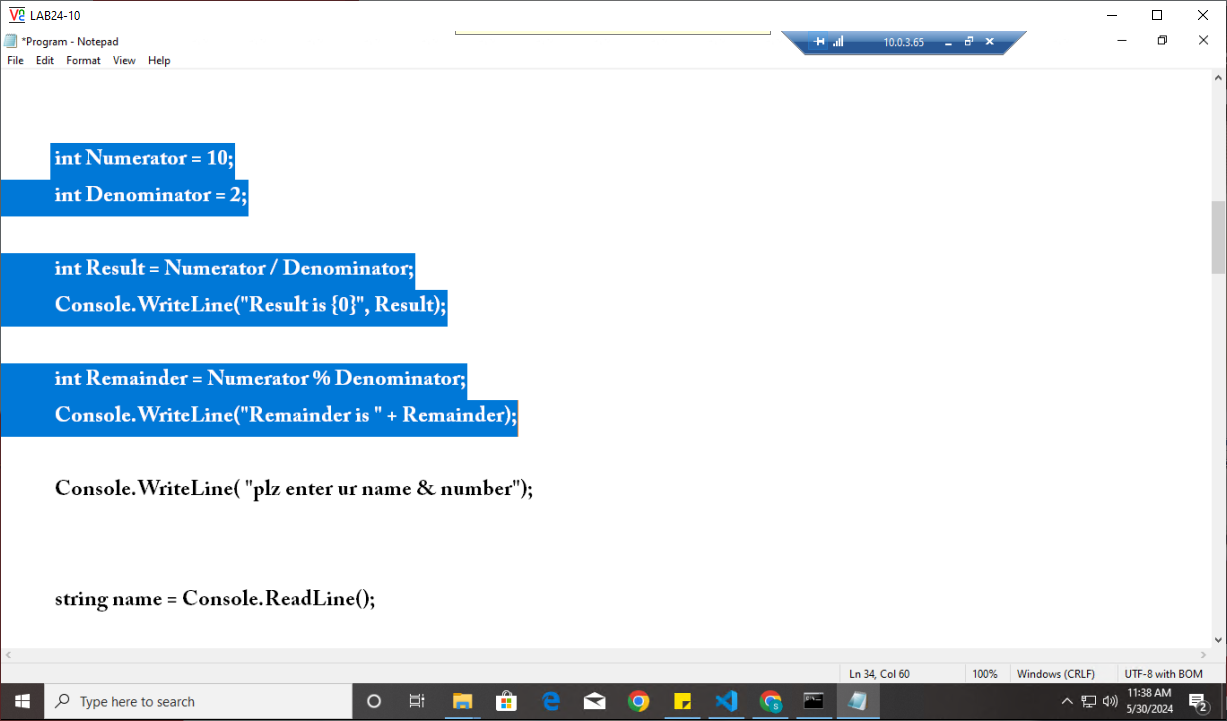 LAB24-10
*Program - Notepad
10.0.3.65
File Edit Format View Help
int Numerator = 10;
int Denominator = 2;
int Result = Numerator / Denominator;
Console.WriteLine("Result is {0}", Result);
int Remainder = Numerator % Denominator;
Console.WriteLine("Remainder is " + Remainder);
Console.WriteLine( "plz enter ur name & number");
string name = Console.ReadLine();
Ln 34, Col 60 100% Windows (CRLF) UTF-8 with BOM
Type here to search
11:38 AM
5/30/2024
2